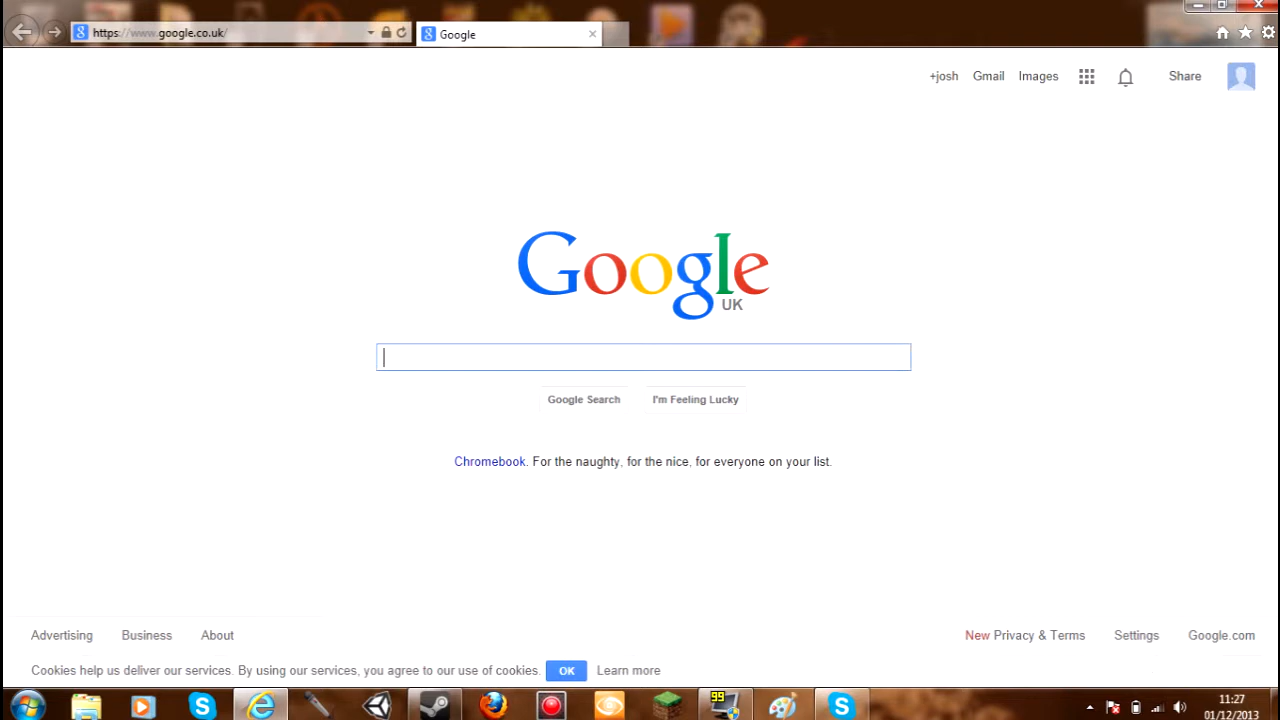 https://www.google.co.uk/
Google
+josh Gmail Images Share
Google
UK
Google Search I'm Feeling Lucky
Chromebook. For the naughty, for the nice, for everyone on your list.
Advertising Business About New Privacy & Terms Settings Google.com
Cookies help us deliver our services. By using our services, you agree to our use of cookies. OK Learn more
99
11:27
01/12/2013